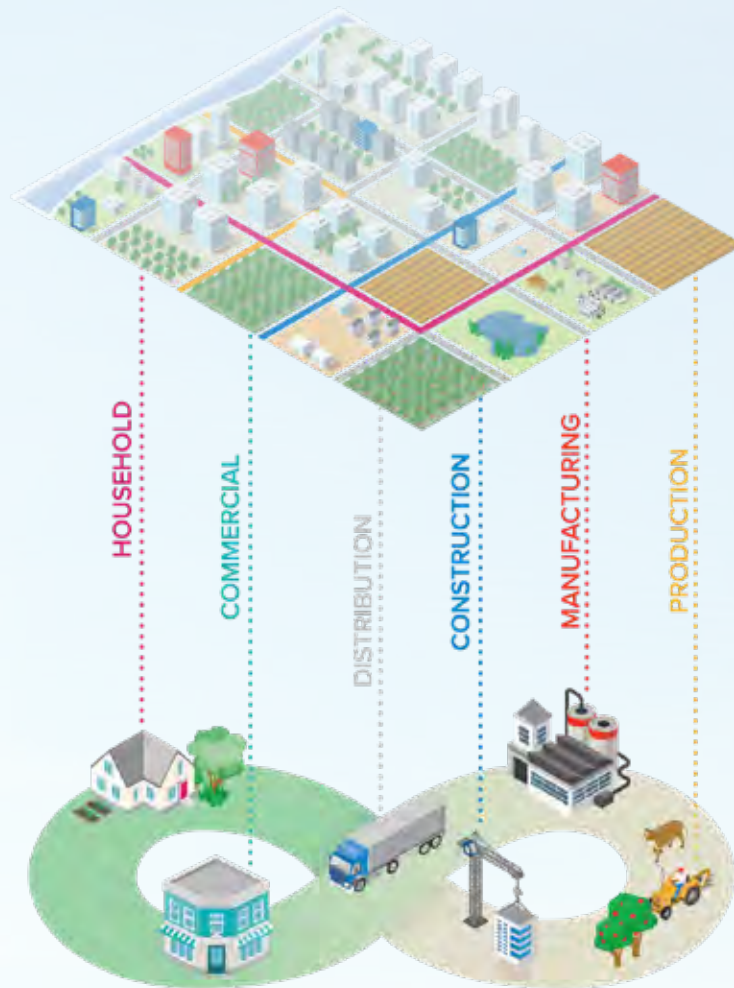 HOUSEHOLD
COMMERCIAL
DISTRIBUTION
CONSTRUCTION
MANUFACTURING
PRODUCTION